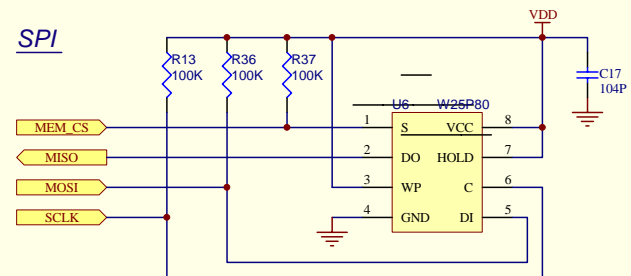 VDD
SPI
R13
100K
R36
100K
R37
100K
C17
104P
U6 W25P80
MEM_CS 1 S VCC 8
MISO 2 DO HOLD 7
MOSI 3 WP C 6
SCLK 4 GND DI 5